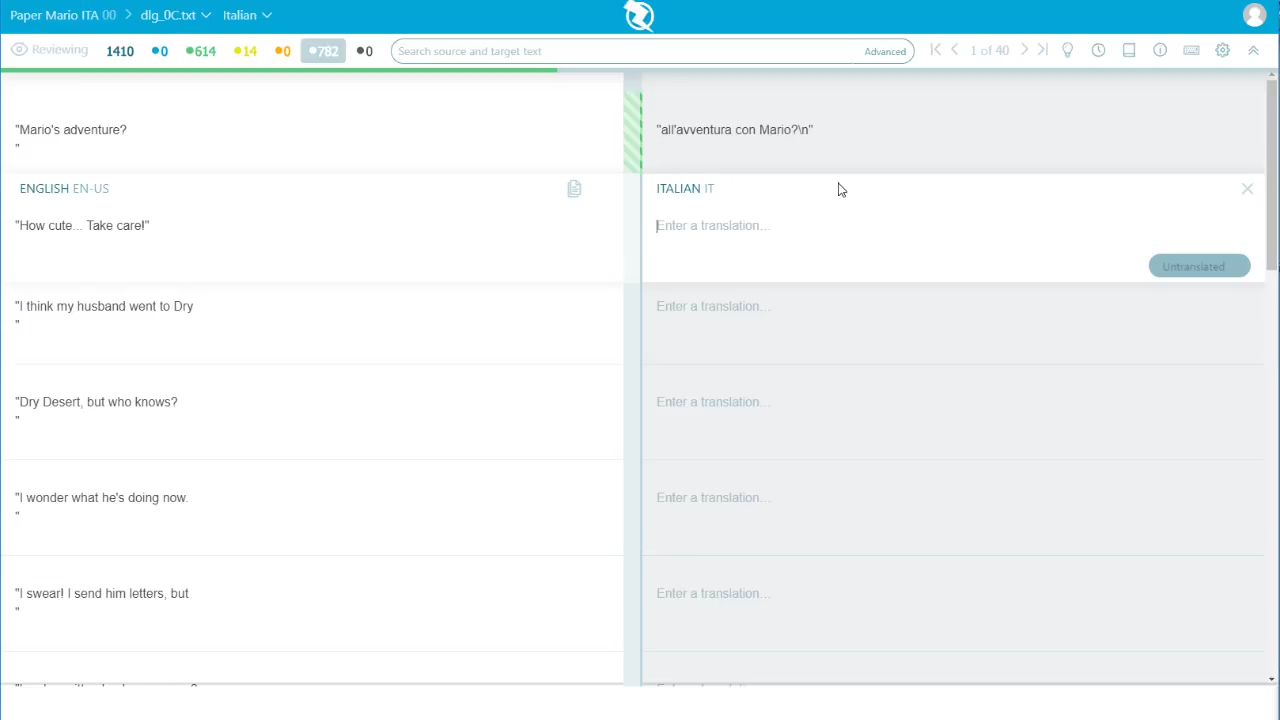 Paper Mario ITA 00 > dlg_0C.txt Italian
Reviewing 1410 0 614 14 0 782 0 Search source and target text Advanced 1 of 40
"Mario's adventure?
"
"all'avventura con Mario?\n"
ENGLISH EN-US
ITALIAN IT
"How cute... Take care!"
Enter a translation...
Untranslated
"I think my husband went to Dry
"
Enter a translation...
"Dry Desert, but who knows?
"
Enter a translation...
"I wonder what he's doing now.
"
Enter a translation...
"I swear! I send him letters, but
"
Enter a translation...